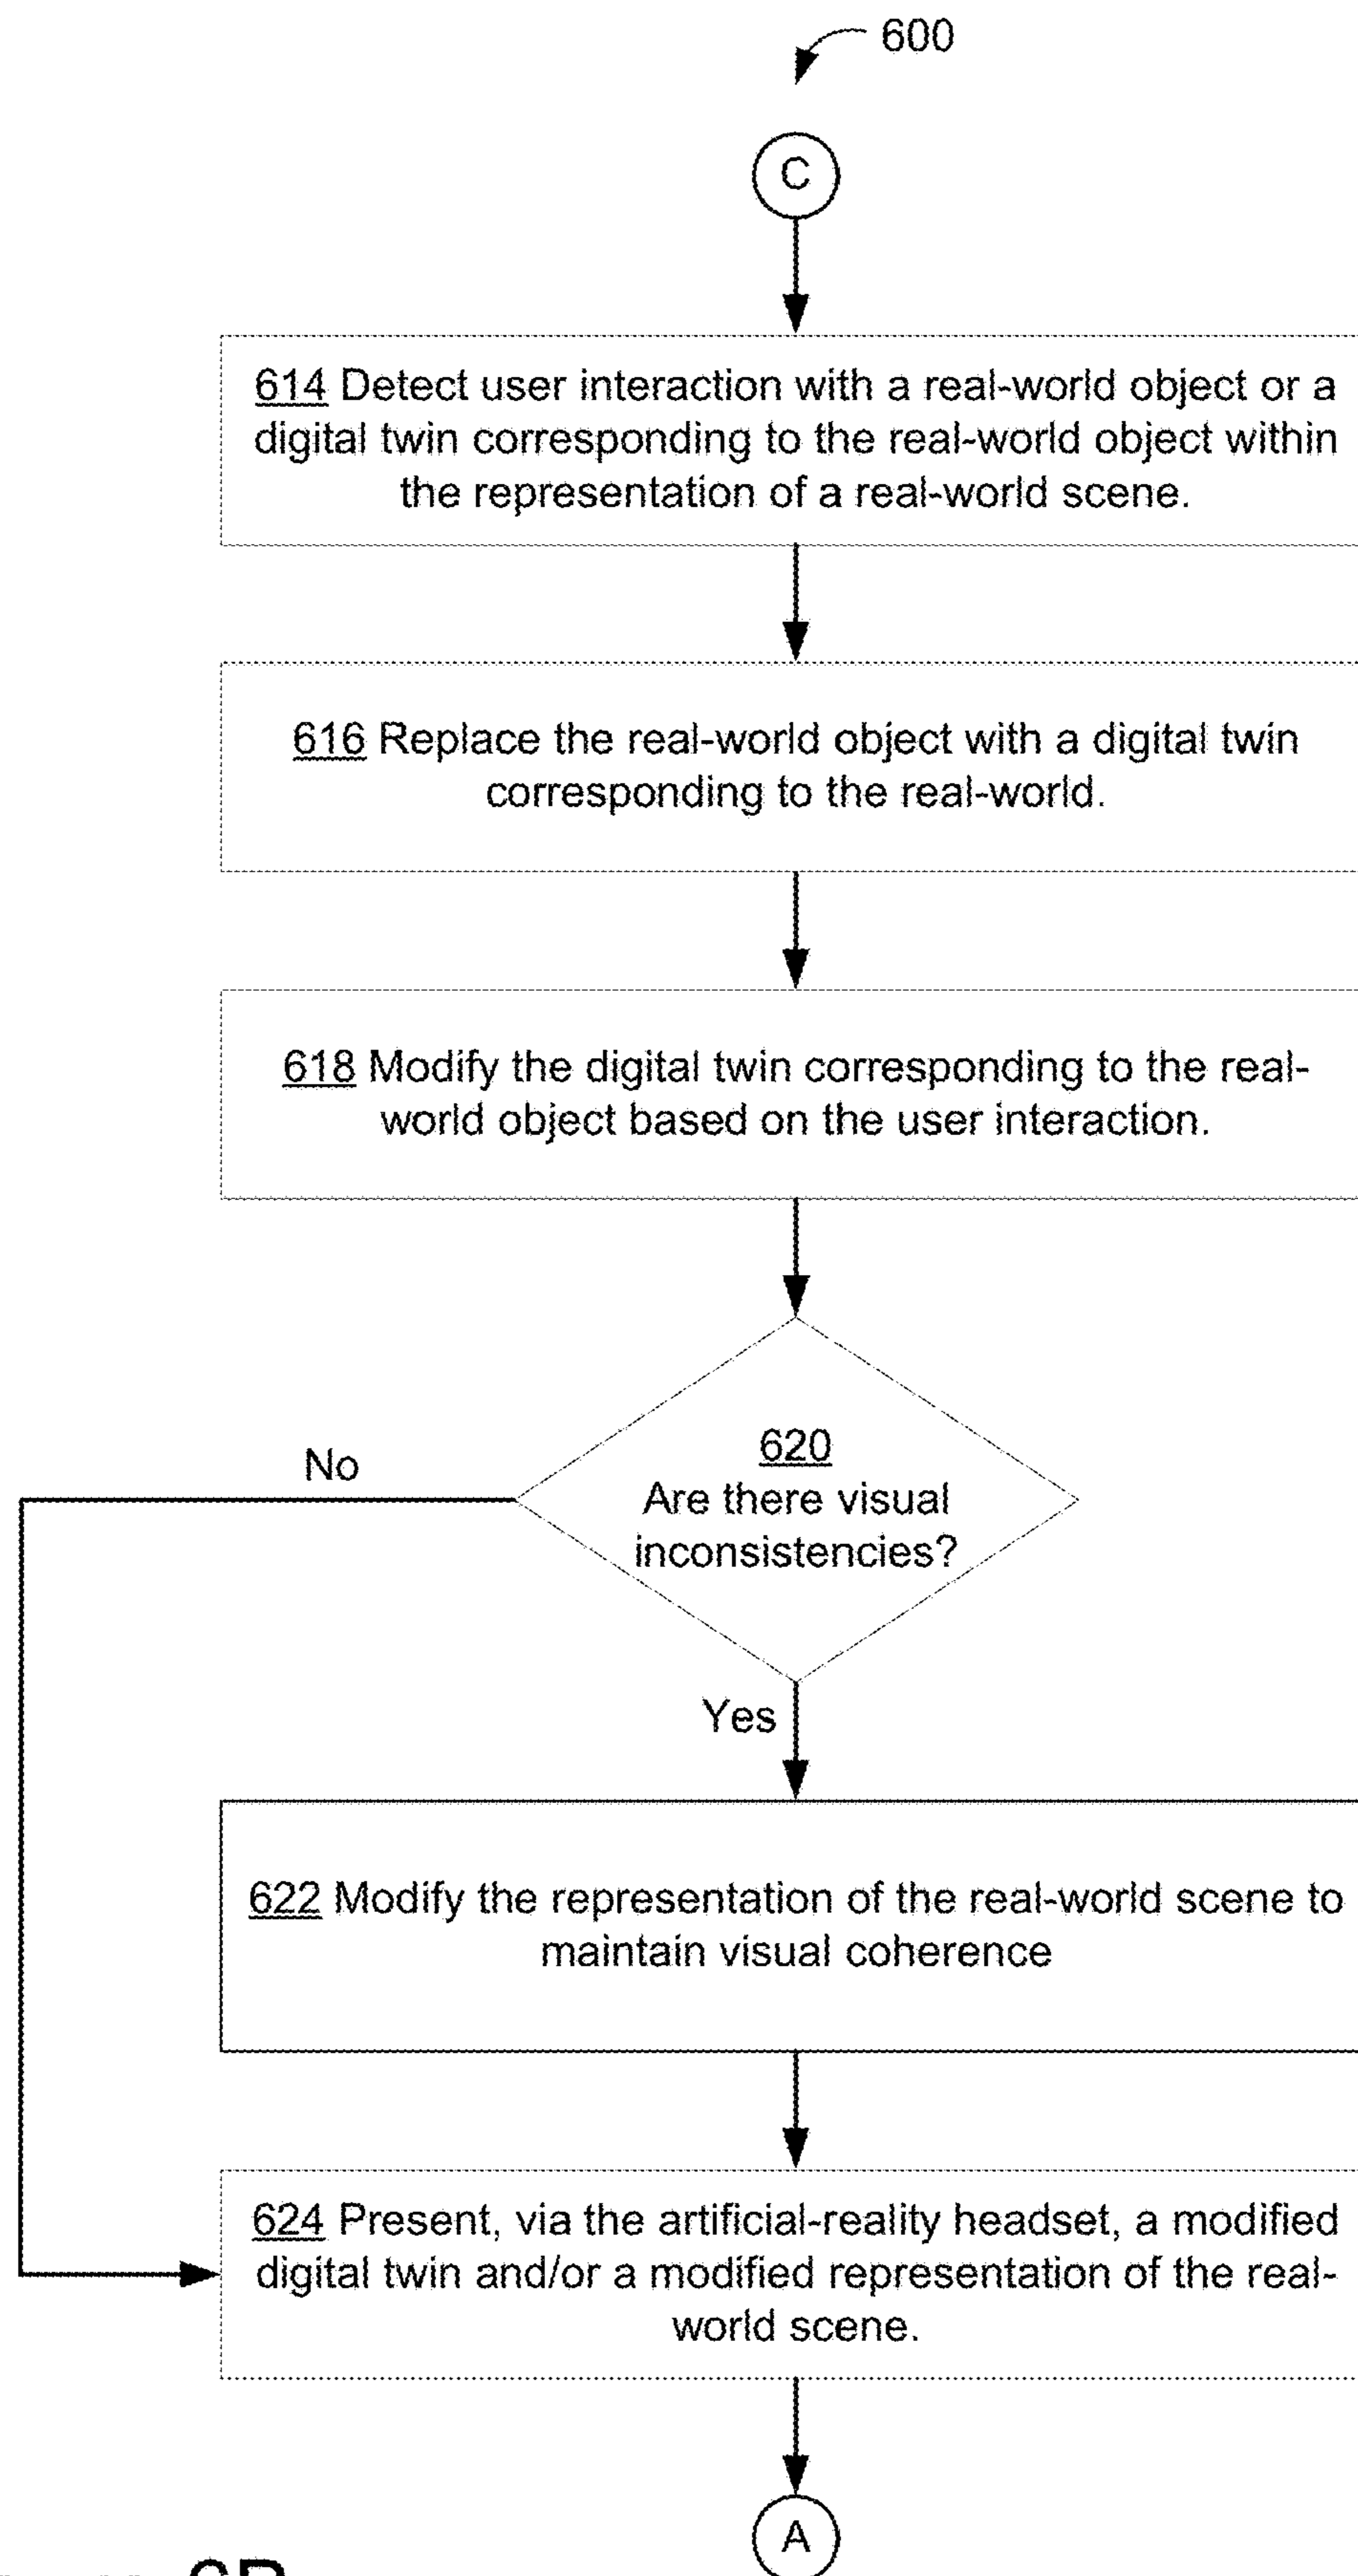 600
C
614 Detect user interaction with a real-world object or a
digital twin corresponding to the real-world object within
the representation of a real-world scene.
616 Replace the real-world object with a digital twin
corresponding to the real-world.
618 Modify the digital twin corresponding to the real-
world object based on the user interaction.
620
Are there visual
inconsistencies?
No
Yes
622 Modify the representation of the real-world scene to
maintain visual coherence
624 Present, via the artificial-reality headset, a modified
digital twin and/or a modified representation of the real-
world scene.
A